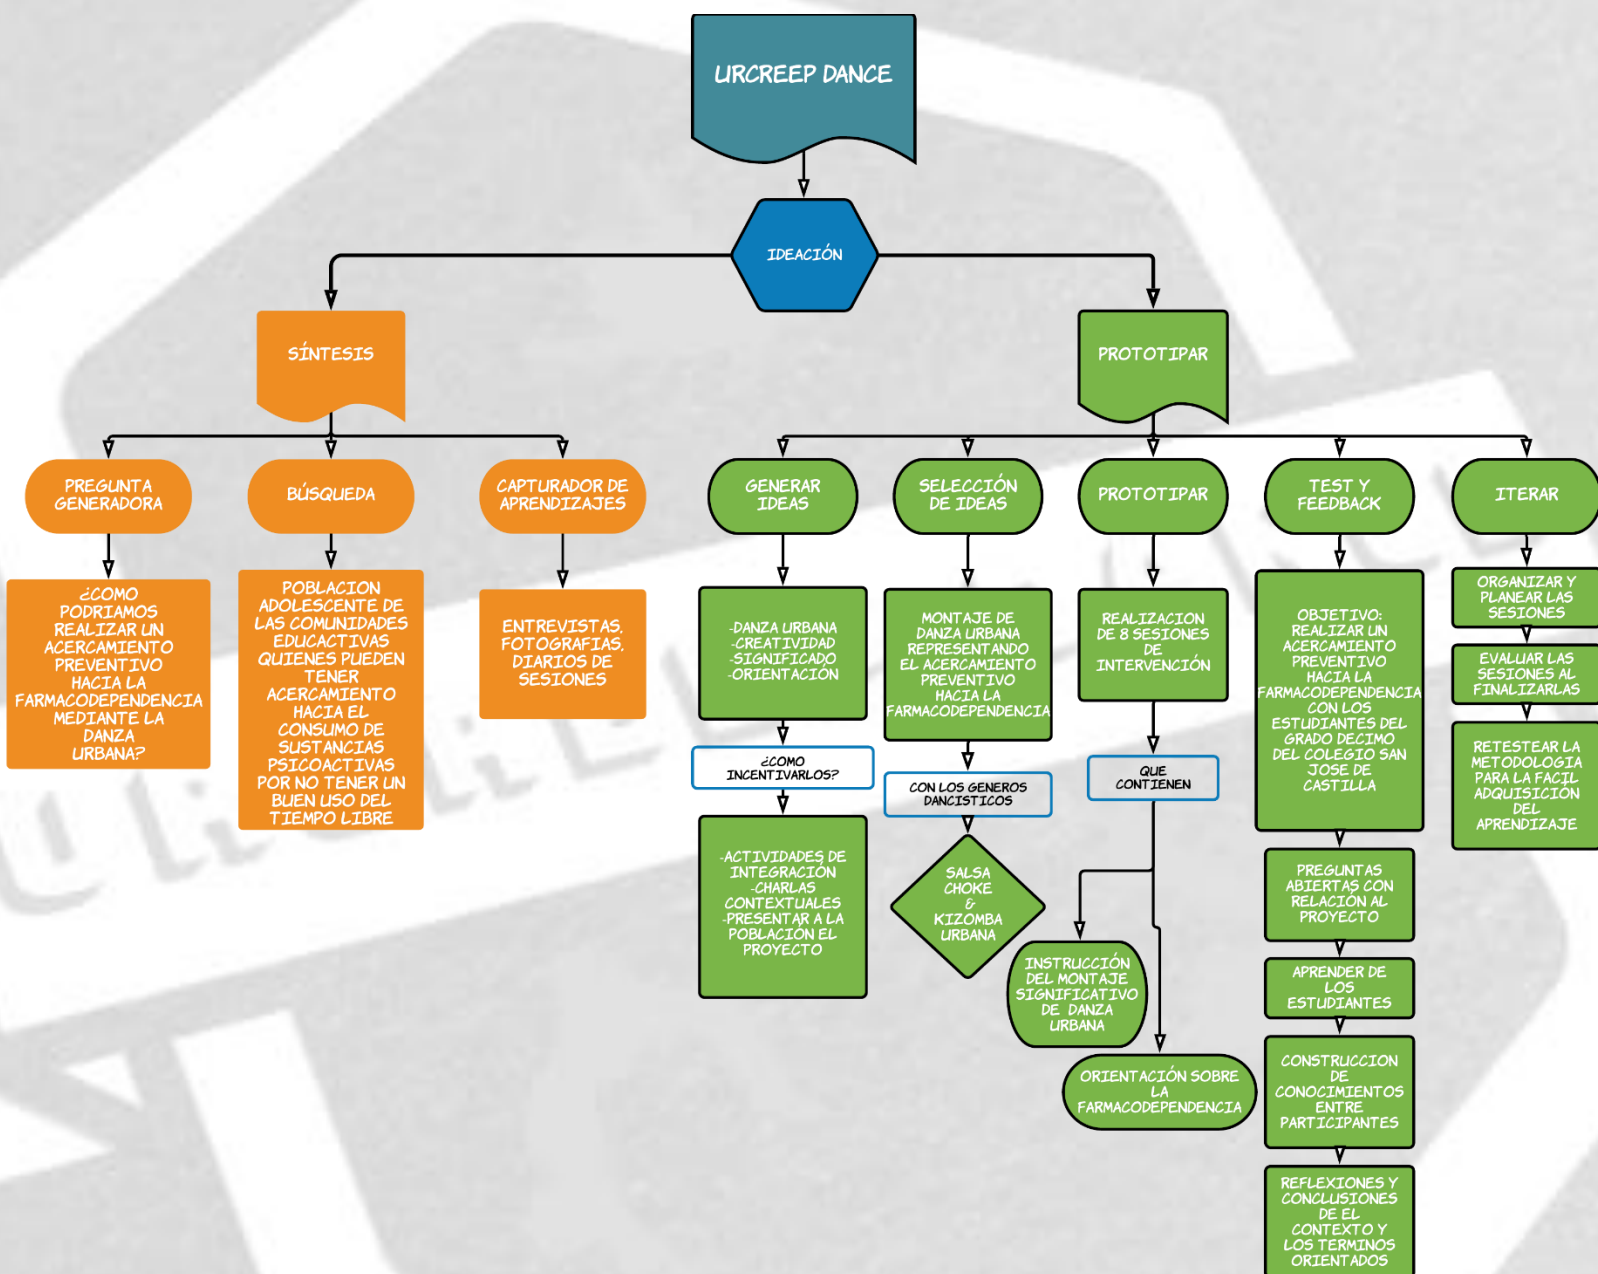 URCREEP DANCE
IDEACIÓN
SÍNTESIS
PROTOTIPAR
PREGUNTA
GENERADORA
BÚSQUEDA
CAPTURADOR DE
APRENDIZAJES
GENERAR
IDEAS
SELECCIÓN
DE IDEAS
PROTOTIPAR
TEST Y
FEEDBACK
ITERAR
¿COMO
PODRIAMOS
REALIZAR UN
ACERCAMIENTO
PREVENTIVO
HACIA LA
FARMACODEPENDENCIA
MEDIANTE LA
DANZA
URBANA?
POBLACION
ADOLESCENTE DE
LAS COMUNIDADES
EDUCACTIVAS
QUIENES PUEDEN
TENER
ACERCAMIENTO
HACIA EL
CONSUMO DE
SUSTANCIAS
PSICOACTIVAS
POR NO TENER UN
BUEN USO DEL
TIEMPO LIBRE
ENTREVISTAS,
FOTOGRAFIAS,
DIARIOS DE
SESIONES
-DANZA URBANA
-CREATIVIDAD
-SIGNIFICADO
-ORIENTACIÓN
¿COMO
INCENTIVARLOS?
-ACTIVIDADES DE
INTEGRACIÓN
-CHARLAS
CONTEXTUALES
-PRESENTAR A LA
POBLACIÓN EL
PROYECTO
MONTAJE DE
DANZA URBANA
REPRESENTANDO
EL ACERCAMIENTO
PREVENTIVO
HACIA LA
FARMACODEPENDENCIA
CON LOS GENEROS
DANCISTICOS
SALSA
CHOKE
&
KIZOMBA
URBANA
REALIZACION
DE 8 SESIONES
DE
INTERVENCIÓN
QUE
CONTIENEN
INSTRUCCIÓN
DEL MONTAJE
SIGNIFICATIVO
DE DANZA
URBANA
ORIENTACIÓN SOBRE
LA
FARMACODEPENDENCIA
OBJETIVO:
REALIZAR UN
ACERCAMIENTO
PREVENTIVO
HACIA LA
FARMACODEPENDENCIA
CON LOS
ESTUDIANTES DEL
GRADO DECIMO
DEL COLEGIO SAN
JOSE DE
CASTILLA
PREGUNTAS
ABIERTAS CON
RELACIÓN AL
PROYECTO
APRENDER DE
LOS
ESTUDIANTES
CONSTRUCCION
DE
CONOCIMIENTOS
ENTRE
PARTICIPANTES
REFLEXIONES Y
CONCLUSIONES
DE EL
CONTEXTO Y
LOS TERMINOS
ORIENTADOS
ORGANIZAR Y
PLANEAR LAS
SESIONES
EVALUAR LAS
SESIONES AL
FINALIZARLAS
RETESTEAR LA
METODOLOGIA
PARA LA FACIL
ADQUISICION
DEL
APRENDIZAJE